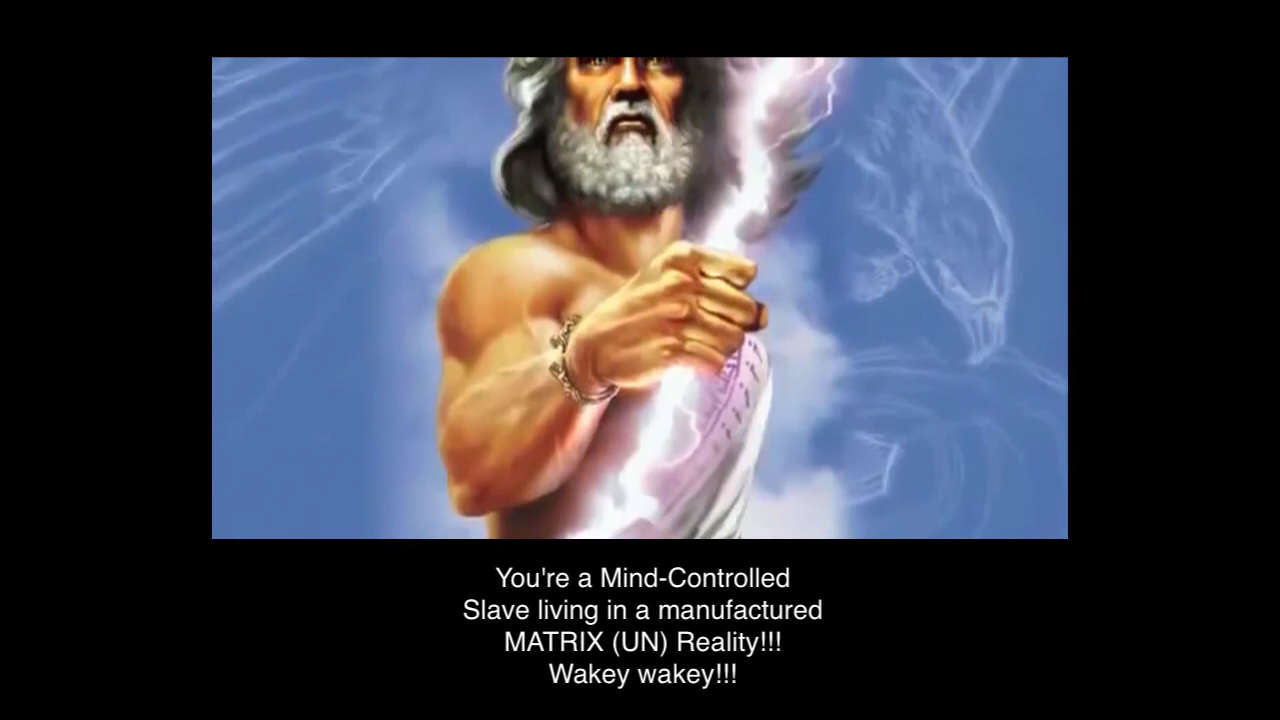 You're a Mind-Controlled
Slave living in a manufactured
MATRIX (UN) Reality!!!
Wakey wakey!!!